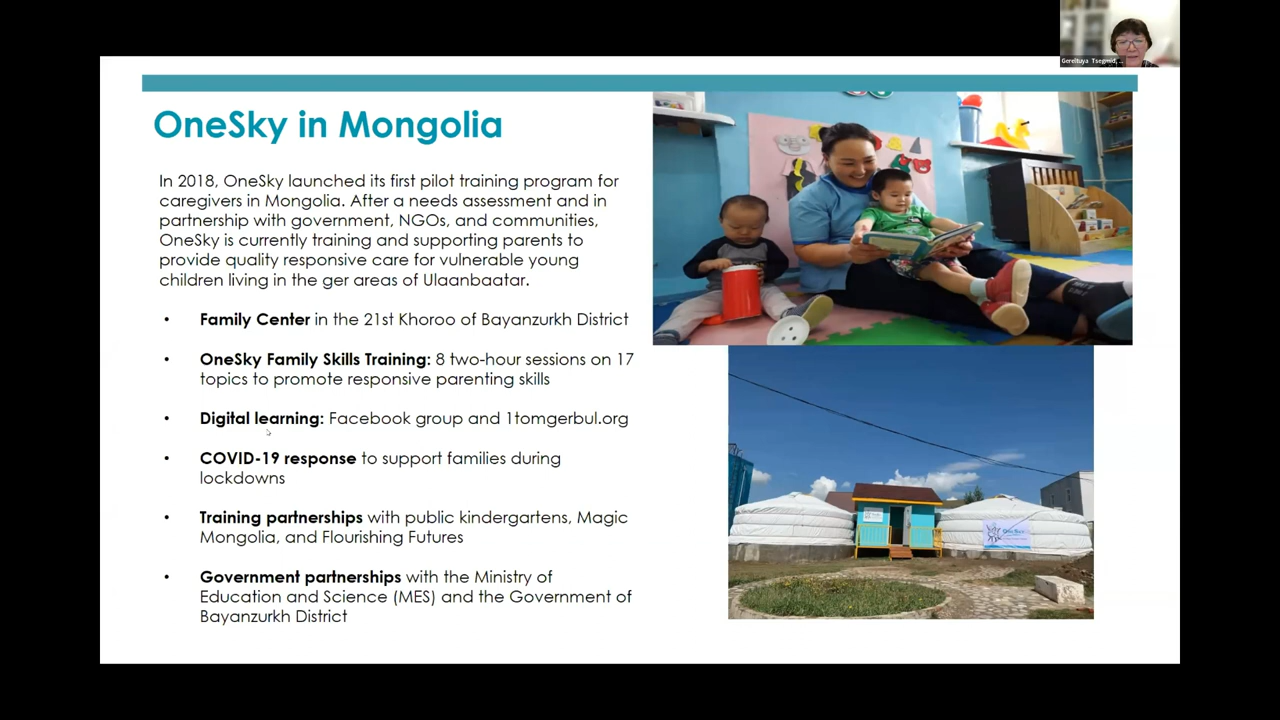 Gereltuya Tsegmid, ...
OneSky in Mongolia
In 2018, OneSky launched its first pilot training program for
caregivers in Mongolia. After a needs assessment and in
partnership with government, NGOs, and communities,
OneSky is currently training and supporting parents to
provide quality responsive care for vulnerable young
children living in the ger areas of Ulaanbaatar.
• Family Center in the 21st Khoroo of Bayanzurkh District
• OneSky Family Skills Training: 8 two-hour sessions on 17
topics to promote responsive parenting skills
• Digital learning: Facebook group and 1tomgerbul.org
• COVID-19 response to support families during
lockdowns
• Training partnerships with public kindergartens, Magic
Mongolia, and Flourishing Futures
• Government partnerships with the Ministry of
Education and Science (MES) and the Government of
Bayanzurkh District
OneSky